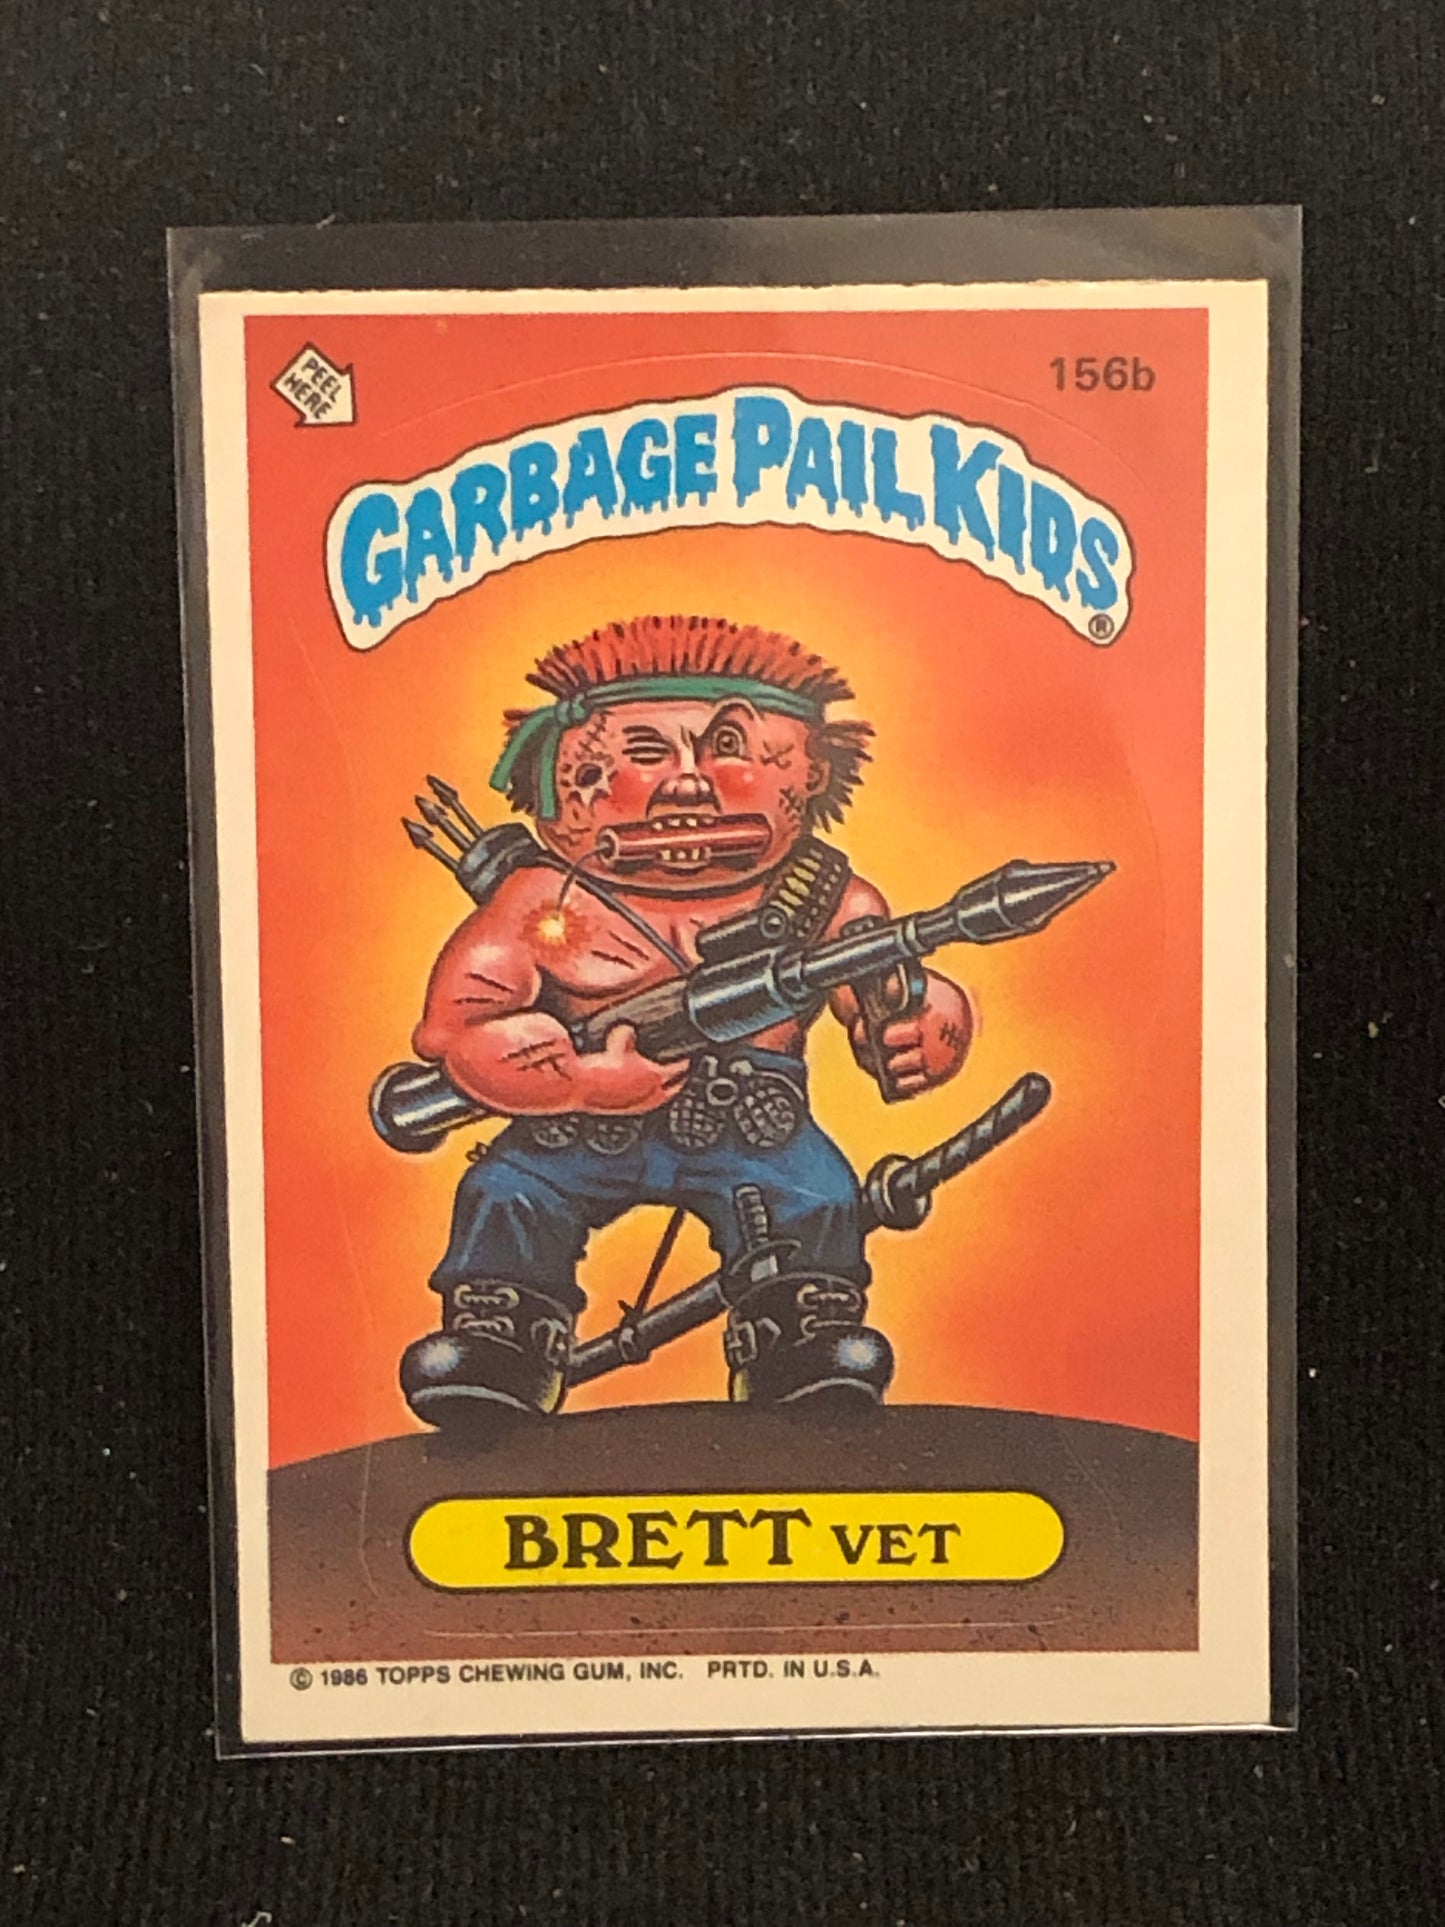 PEEL
HERE
156b
GARBAGE PAIL KIDS
®
BRETT VET
© 1986 TOPPS CHEWING GUM, INC. PRTD. IN U.S.A.